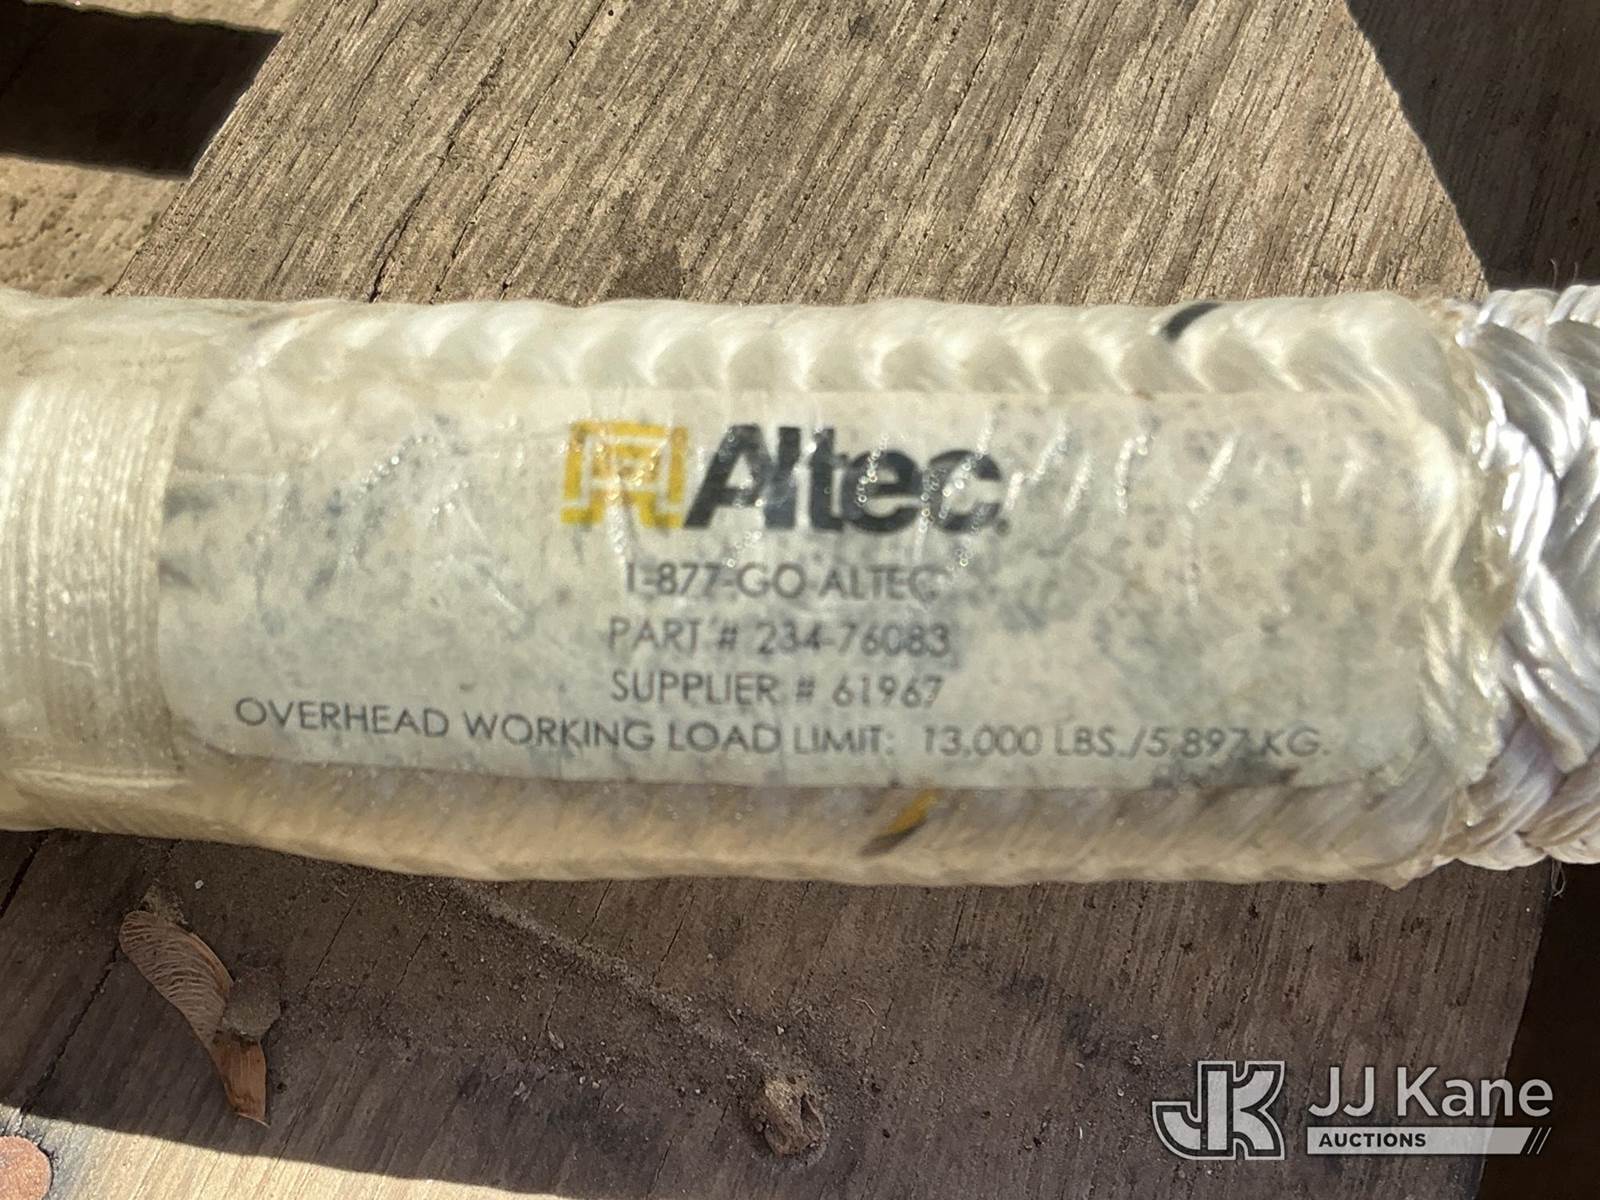 Altec.
1-877-GO-ALTEC
PART # 234-76083
SUPPLIER # 61967
OVERHEAD WORKING LOAD LIMIT: 13,000 LBS./5,897 KG.
JK JJ Kane
AUCTIONS